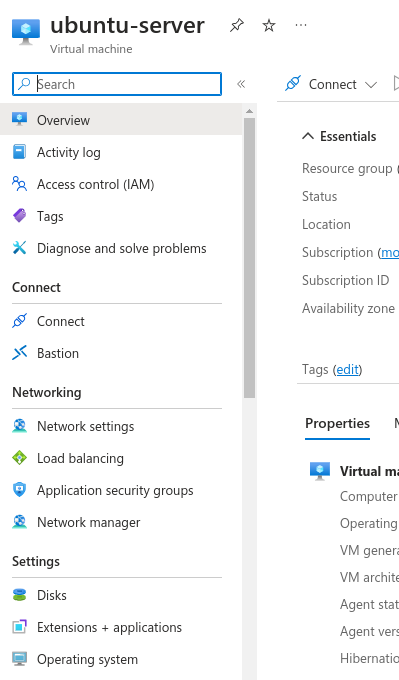 ubuntu-server
Virtual machine
Search
Overview
Activity log
Access control (IAM)
Tags
Diagnose and solve problems
Connect
Connect
Bastion
Networking
Network settings
Load balancing
Application security groups
Network manager
Settings
Disks
Extensions + applications
Operating system
Connect
Essentials
Resource group (
Status
Location
Subscription (mo
Subscription ID
Availability zone
Tags (edit)
Properties
Virtual ma
Computer
Operating
VM genera
VM archite
Agent stat
Agent vers
Hibernatio